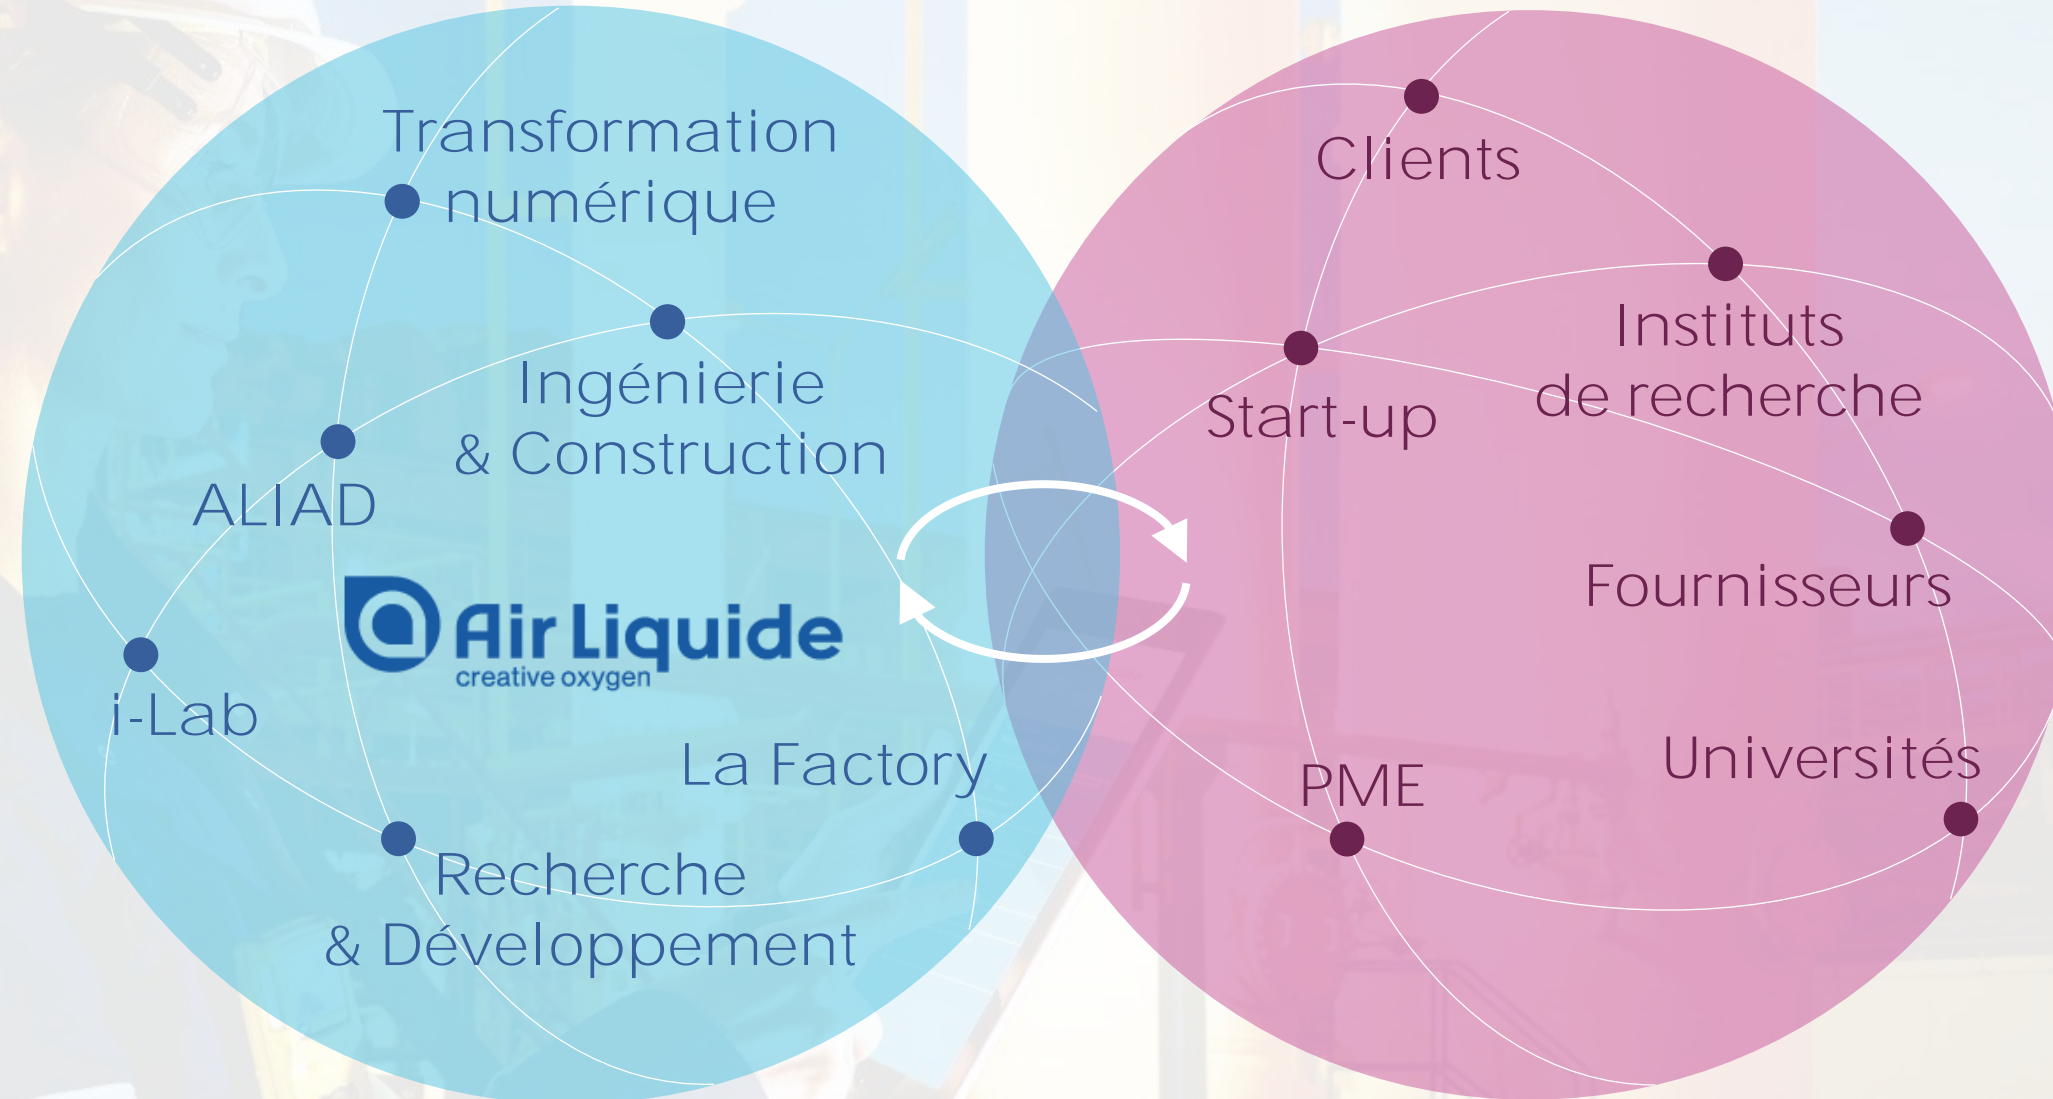 Transformation
numérique
Ingénierie
& Construction
ALIAD
Air Liquide
creative oxygen
i-Lab
La Factory
Recherche
& Développement
Clients
Instituts
de recherche
Start-up
Fournisseurs
Universités
PME